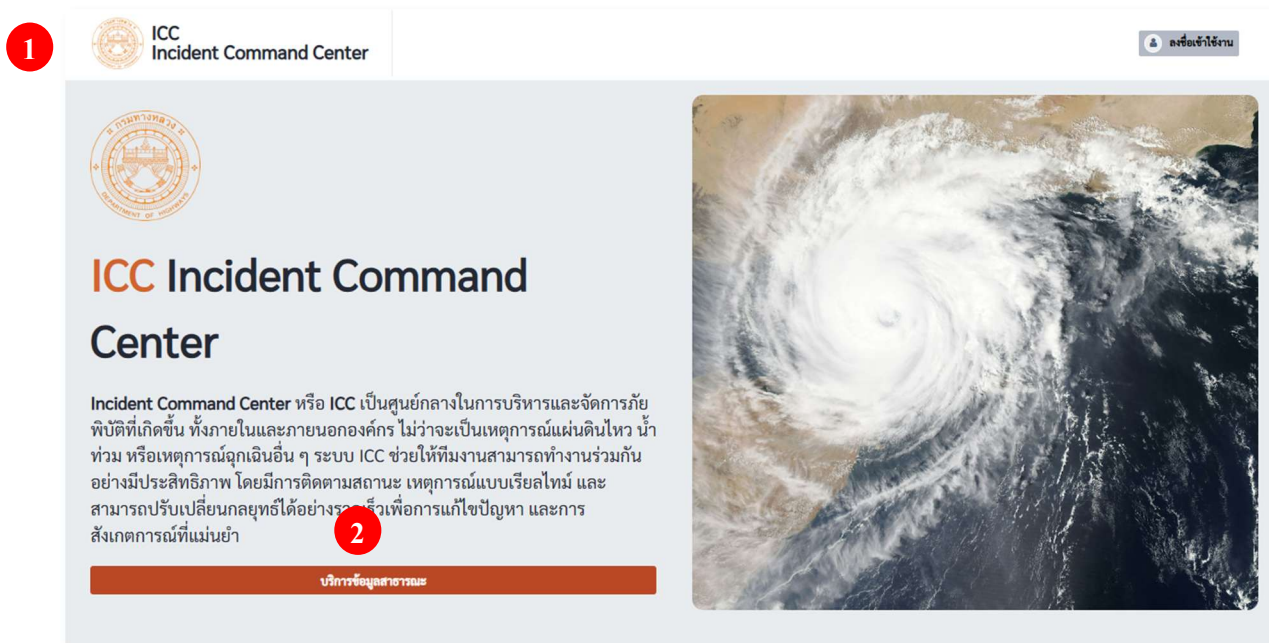 1
ICC
Incident Command Center
ลงชื่อเข้าใช้งาน
กรมทางหลวง
DEPARTMENT OF HIGHWAYS
ICC Incident Command
Center
Incident Command Center หรือ ICC เป็นศูนย์กลางในการบริหารและจัดการภัย
พิบัติที่เกิดขึ้น ทั้งภายในและภายนอกองค์กร ไม่ว่าจะเป็นเหตุการณ์แผ่นดินไหว น้ำ
ท่วม หรือเหตุการณ์ฉุกเฉินอื่น ๆ ระบบ ICC ช่วยให้ทีมงานสามารถทำงานร่วมกัน
อย่างมีประสิทธิภาพ โดยมีการติดตามสถานะ เหตุการณ์แบบเรียลไทม์ และ
สามารถปรับเปลี่ยนกลยุทธ์ได้อย่างรวดเร็วเพื่อการแก้ไขปัญหา และการ
สังเกตการณ์ที่แม่นยำ
2
บริการข้อมูลสาธารณะ